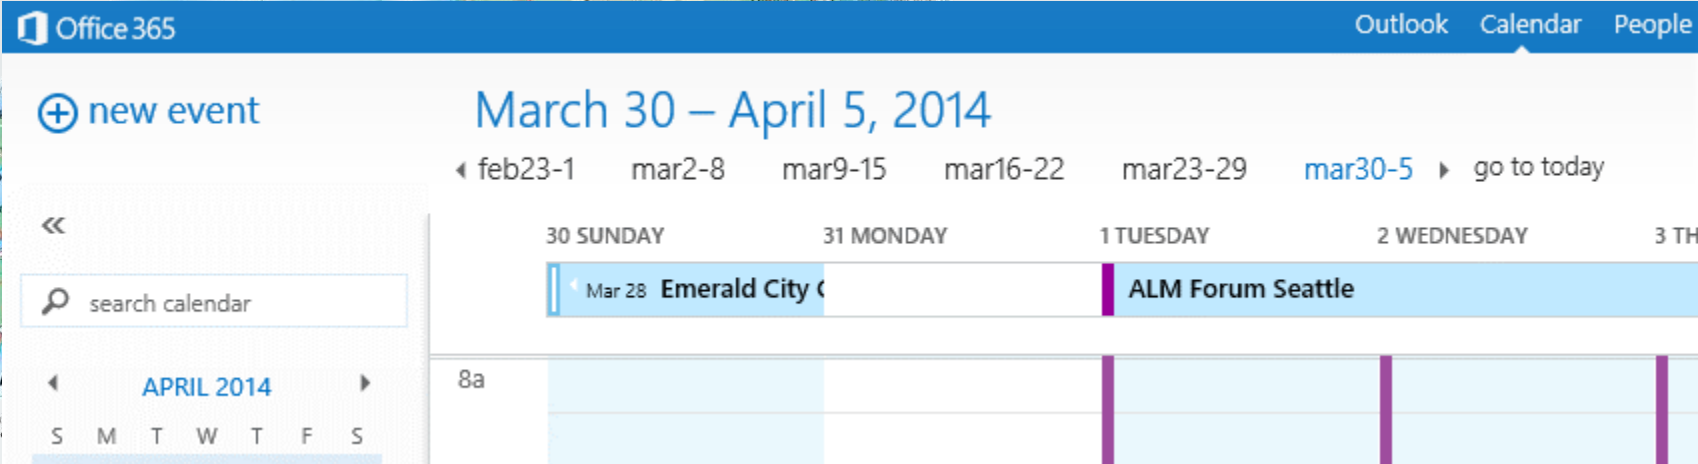 Office 365 Outlook Calendar People
new event
March 30 – April 5, 2014
feb23-1 mar2-8 mar9-15 mar16-22 mar23-29 mar30-5 go to today
«
30 SUNDAY 31 MONDAY 1 TUESDAY 2 WEDNESDAY 3 TH
Mar 28 Emerald City ALM Forum Seattle
search calendar
APRIL 2014
8a
S M T W T F S